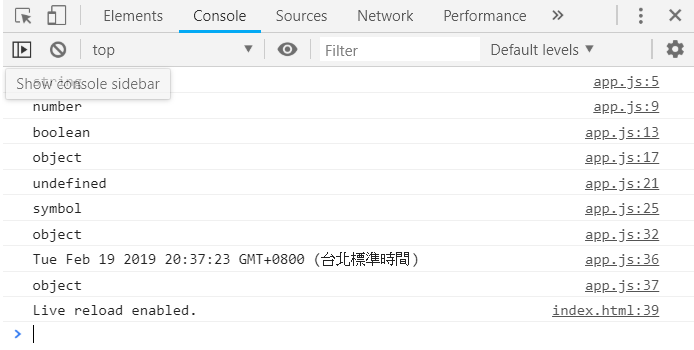 Elements Console Sources Network Performance »
top Filter Default levels
string app.js:5
Show console sidebar
number app.js:9
boolean app.js:13
object app.js:17
undefined app.js:21
symbol app.js:25
object app.js:32
Tue Feb 19 2019 20:37:23 GMT+0800 (台北標準時間) app.js:36
object app.js:37
Live reload enabled. index.html:39
>